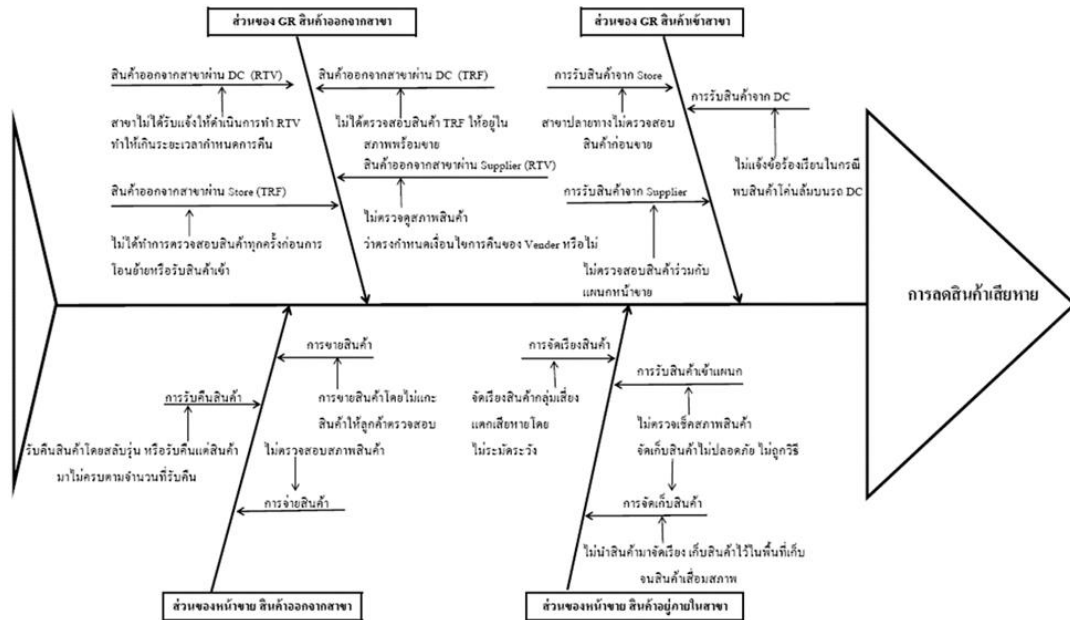 ส่วนของ GR สินค้าออกจากสาขา
ส่วนของ GR สินค้าเข้าสาขา
สินค้าออกจากสาขาผ่าน DC (RTV)
สาขาไม่ได้รับแจ้งให้ดำเนินการทำ RTV
ทำให้เกินระยะเวลากำหนดการคืน
สินค้าออกจากสาขาผ่าน Store (TRF)
ไม่ได้ทำการตรวจสอบสินค้าทุกครั้งก่อนการ
โอนย้ายหรือรับสินค้าเข้า
สินค้าออกจากสาขาผ่าน DC (TRF)
ไม่ได้ตรวจสอบสินค้า TRF ให้อยู่ใน
สภาพพร้อมขาย
สินค้าออกจากสาขาผ่าน Supplier (RTV)
ไม่ตรวจดูสภาพสินค้า
ว่าตรงกำหนดเงื่อนไขการคืนของ Vender หรือไม่
การรับสินค้าจาก Store
สาขาปลายทางไม่ตรวจสอบ
สินค้าก่อนขาย
การรับสินค้าจาก Supplier
ไม่ตรวจสอบสินค้าร่วมกับ
แผนกหน้าขาย
การรับสินค้าจาก DC
ไม่แจ้งข้อร้องเรียนในกรณี
พบสินค้าโค่นล้มบนรถ DC
การลดสินค้าเสียหาย
การขายสินค้า
การขายสินค้าโดยไม่แกะ
สินค้าให้ลูกค้าตรวจสอบ
การรับคืนสินค้า
รับคืนสินค้าโดยสลับรุ่น หรือรับคืนแต่สินค้า
มาไม่ครบตามจำนวนที่รับคืน
ไม่ตรวจสอบสภาพสินค้า
การจ่ายสินค้า
การจัดเรียงสินค้า
จัดเรียงสินค้ากลุ่มเสี่ยง
แตกเสียหายโดย
ไม่ระมัดระวัง
การรับสินค้าเข้าแผนก
ไม่ตรวจเช็คสภาพสินค้า
จัดเก็บสินค้าไม่ปลอดภัย ไม่ถูกวิธี
การจัดเก็บสินค้า
ไม่นำสินค้ามาจัดเรียง เก็บสินค้าไว้ในพื้นที่เก็บ
จนสินค้าเสื่อมสภาพ
ส่วนของหน้าขาย สินค้าออกจากสาขา
ส่วนของหน้าขาย สินค้าอยู่ภายในสาขา